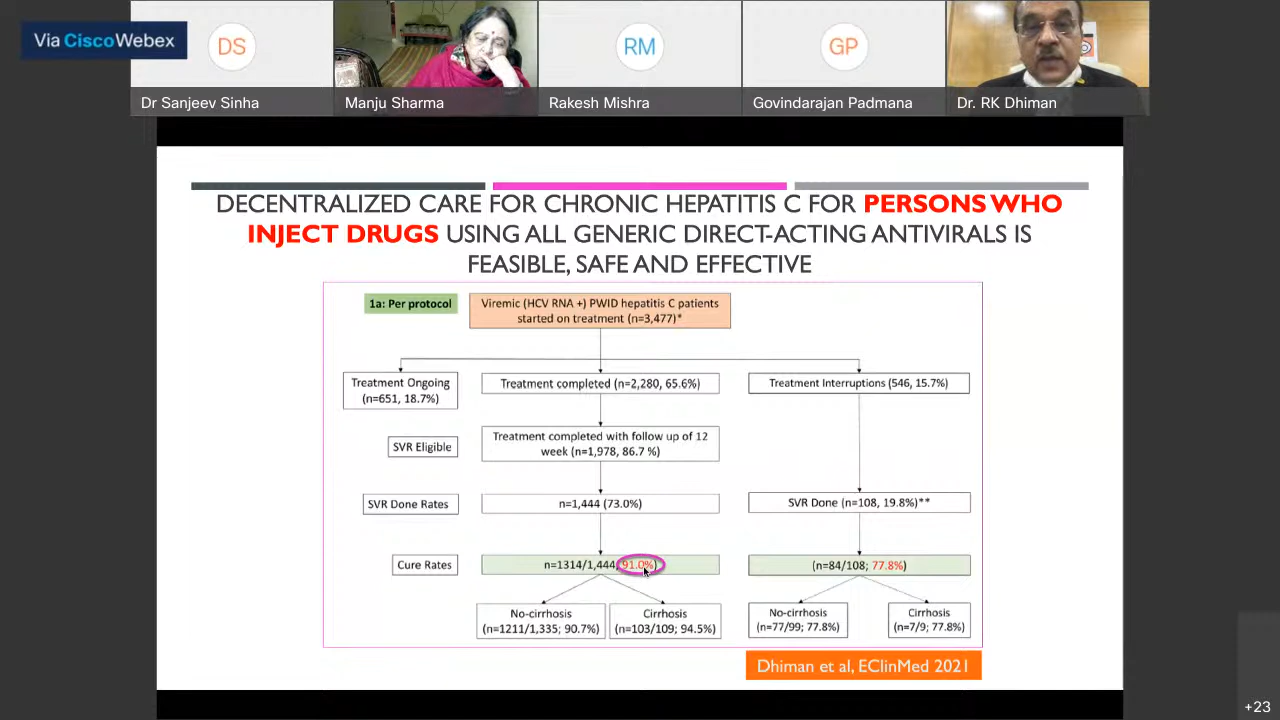 Via Cisco Webex
DS
RM
GP
Dr Sanjeev Sinha
Manju Sharma
Rakesh Mishra
Govindarajan Padmana
Dr. RK Dhiman
DECENTRALIZED CARE FOR CHRONIC HEPATITIS C FOR PERSONS WHO
INJECT DRUGS USING ALL GENERIC DIRECT-ACTING ANTIVIRALS IS
FEASIBLE, SAFE AND EFFECTIVE
1a: Per protocol
Viremic (HCV RNA +) PWID hepatitis C patients
started on treatment (n=3,477)*
Treatment Ongoing
(n=651, 18.7%)
Treatment completed (n=2,280, 65.6%)
Treatment Interruptions (546, 15.7%)
SVR Eligible
Treatment completed with follow up of 12
week (n=1,978, 86.7 %)
SVR Done Rates
n=1,444 (73.0%)
SVR Done (n=108, 19.8%)**
Cure Rates
n=1314/1,444; 91.0%)
(n=84/108; 77.8%)
No-cirrhosis
(n=1211/1,335; 90.7%)
Cirrhosis
(n=103/109; 94.5%)
No-cirrhosis
(n=77/99; 77.8%)
Cirrhosis
(n=7/9; 77.8%)
Dhiman et al, EClinMed 2021
+23